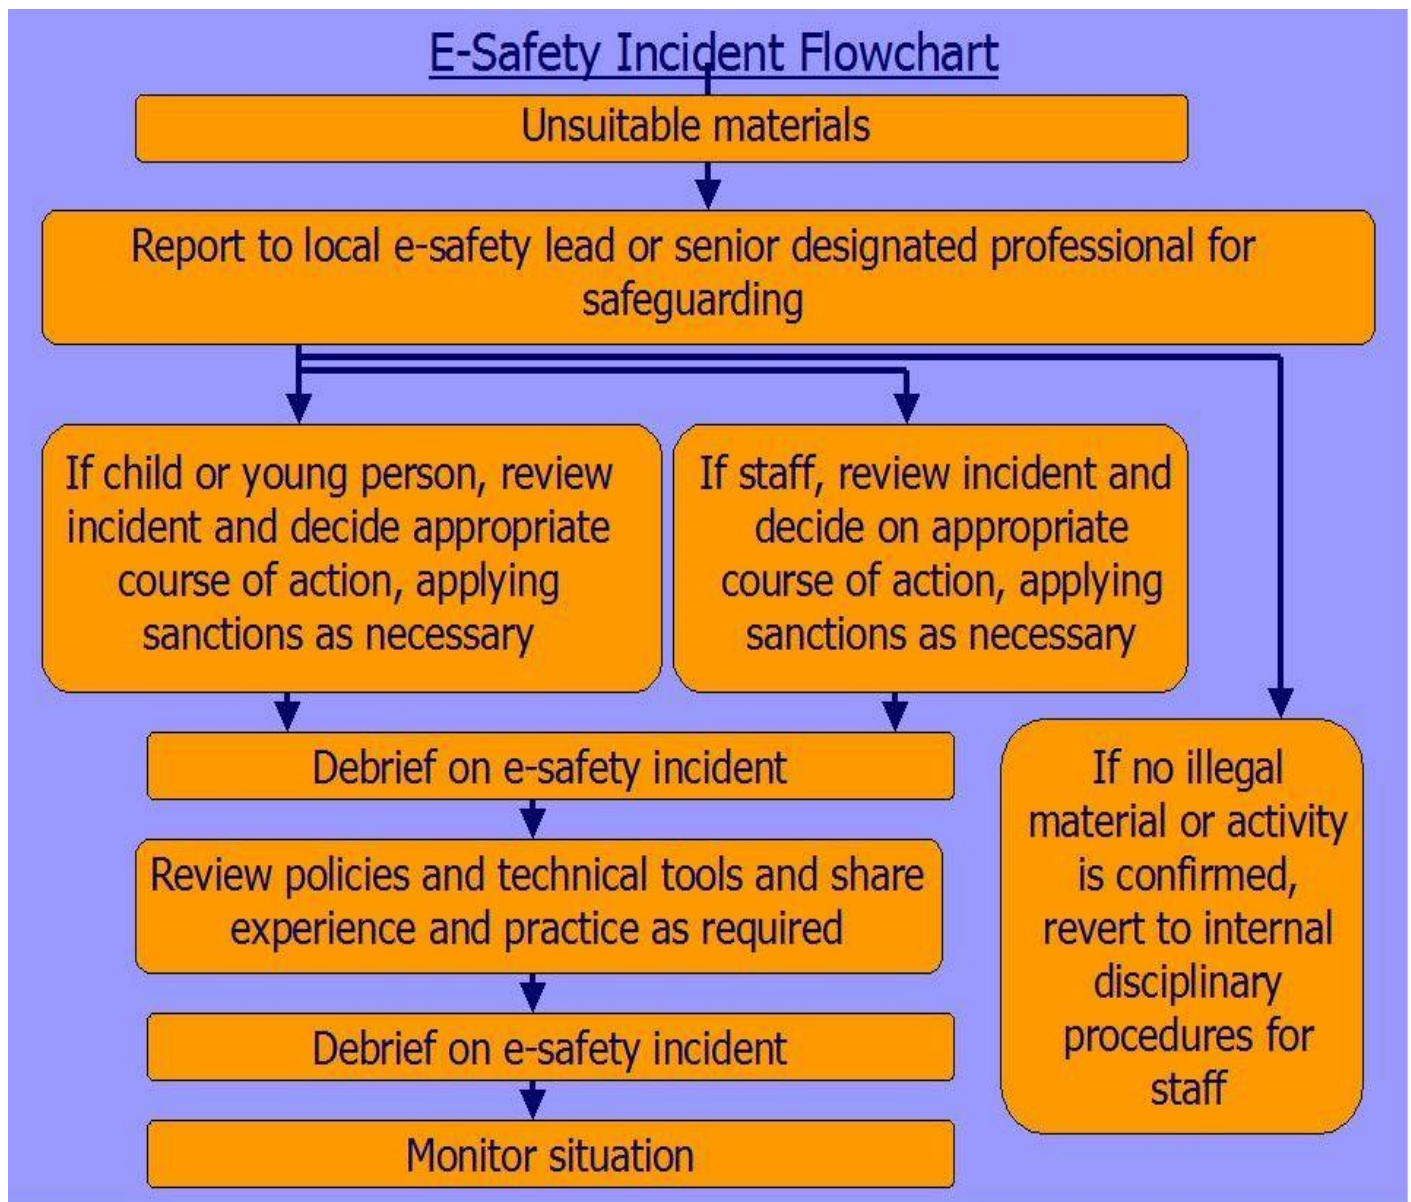 E-Safety Incident Flowchart
Unsuitable materials
Report to local e-safety lead or senior designated professional for
safeguarding
If child or young person, review
incident and decide appropriate
course of action, applying
sanctions as necessary
If staff, review incident and
decide on appropriate
course of action, applying
sanctions as necessary
Debrief on e-safety incident
Review policies and technical tools and share
experience and practice as required
Debrief on e-safety incident
Monitor situation
If no illegal
material or activity
is confirmed,
revert to internal
disciplinary
procedures for
staff